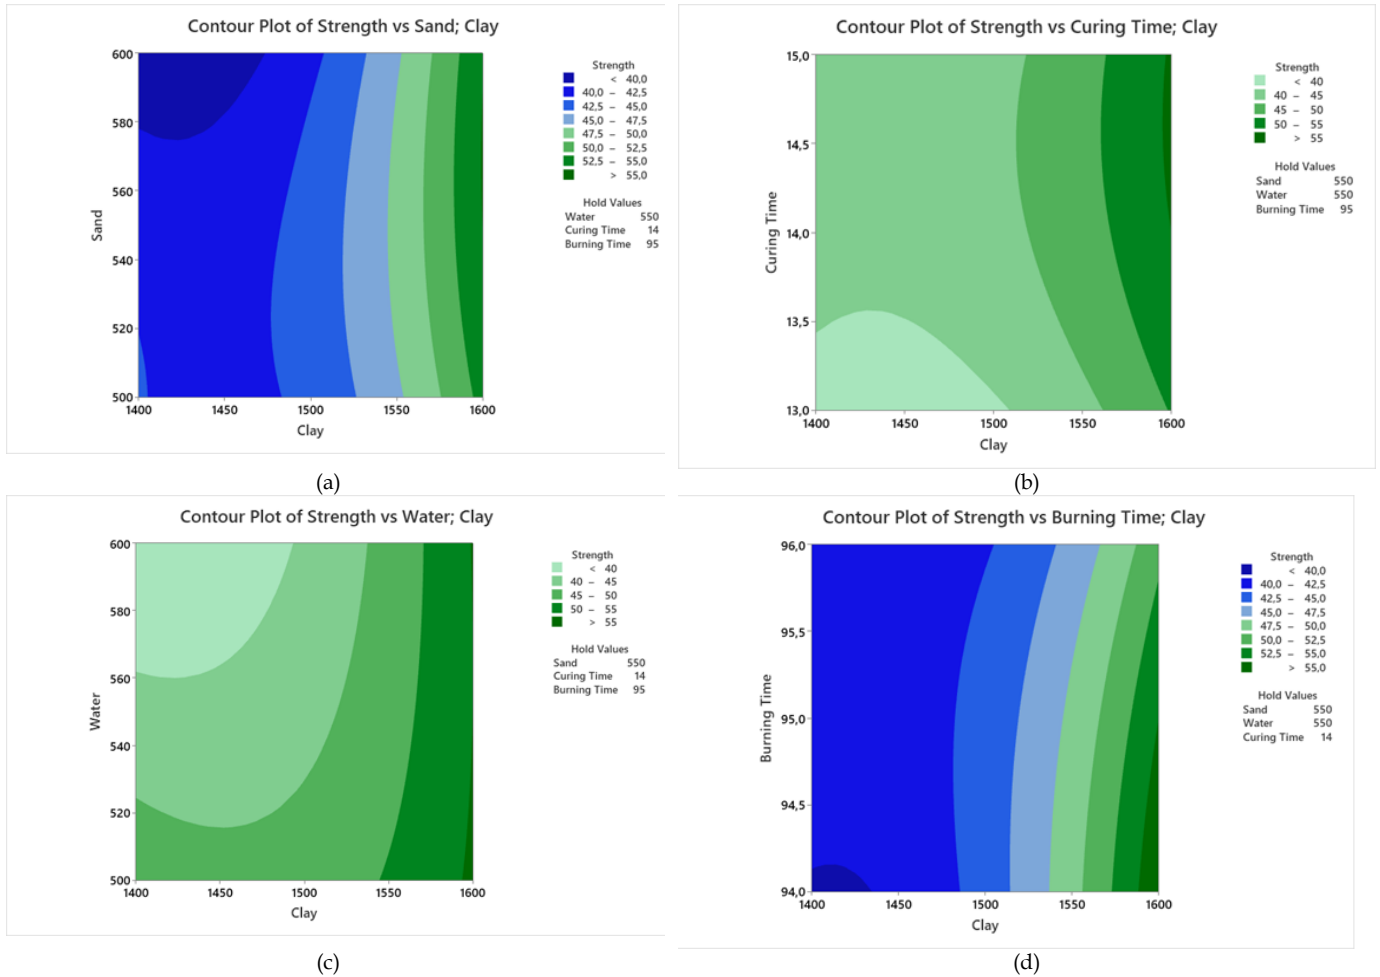 Contour Plot of Strength vs Sand; Clay
Sand
600
580
560
540
520
500
1400
1450
1500
1550
1600
Clay
Strength
< 40,0
40,0 – 42,5
42,5 – 45,0
45,0 – 47,5
47,5 – 50,0
50,0 – 52,5
52,5 – 55,0
> 55,0
Hold Values
Water 550
Curing Time 14
Burning Time 95
(a)
Contour Plot of Strength vs Curing Time; Clay
Curing Time
15,0
14,5
14,0
13,5
13,0
1400
1450
1500
1550
1600
Clay
Strength
< 40
40 – 45
45 – 50
50 – 55
> 55
Hold Values
Sand 550
Water 550
Burning Time 95
(b)
Contour Plot of Strength vs Water; Clay
Water
600
580
560
540
520
500
1400
1450
1500
1550
1600
Clay
Strength
< 40
40 – 45
45 – 50
50 – 55
> 55
Hold Values
Sand 550
Curing Time 14
Burning Time 95
(c)
Contour Plot of Strength vs Burning Time; Clay
Burning Time
96,0
95,5
95,0
94,5
94,0
1400
1450
1500
1550
1600
Clay
Strength
< 40,0
40,0 – 42,5
42,5 – 45,0
45,0 – 47,5
47,5 – 50,0
50,0 – 52,5
52,5 – 55,0
> 55,0
Hold Values
Sand 550
Water 550
Curing Time 14
(d)